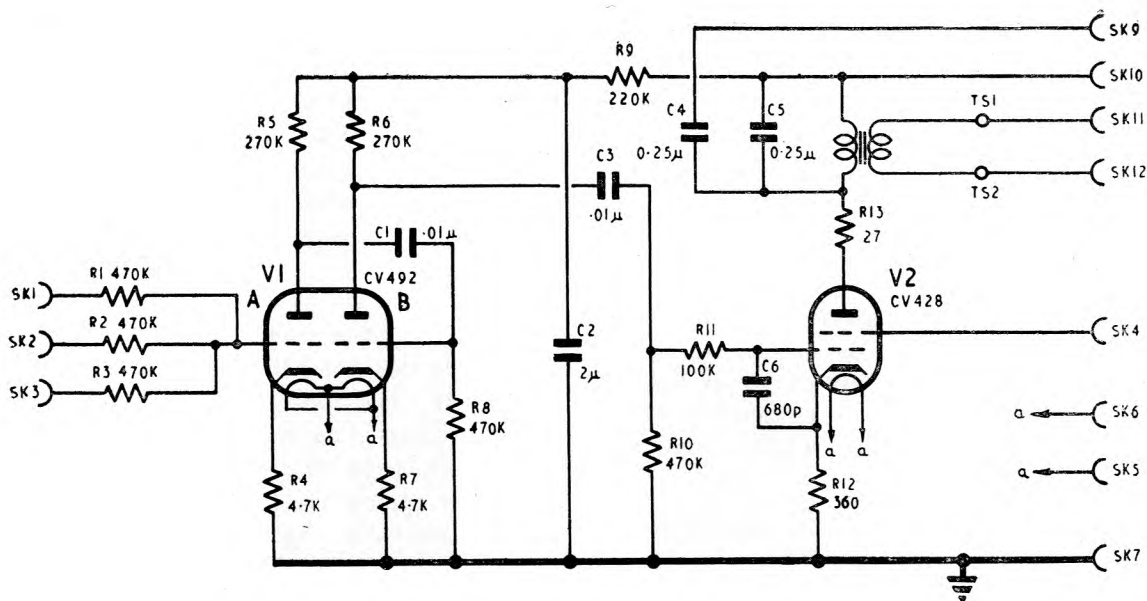 SK9
R9
220K
SK10
R5
270K
R6
270K
C4
0·25μ
C5
0·25μ
TS1
SK11
C3
·01μ
TS2
SK12
R13
27
C1
·01μ
V1
A
CV492
B
V2
CV428
SK1
R1 470K
SK2
R2 470K
SK3
R3 470K
C2
2μ
R11
100K
C6
680p
SK4
a
a
a
a
a
SK6
a
SK5
R8
470K
R10
470K
R4
4·7K
R7
4·7K
R12
360
SK7